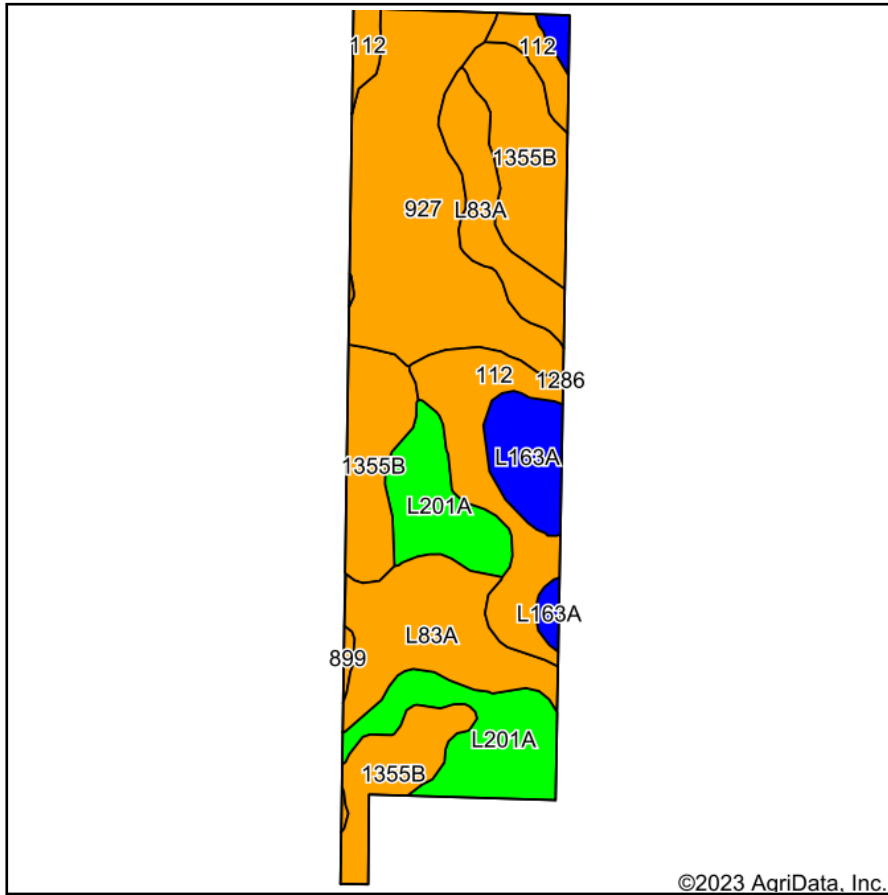 112
112
1355B
927
L83A
112
1286
L163A
1355B
L201A
L163A
L83A
899
L201A
1355B
©2023 AgriData, Inc.